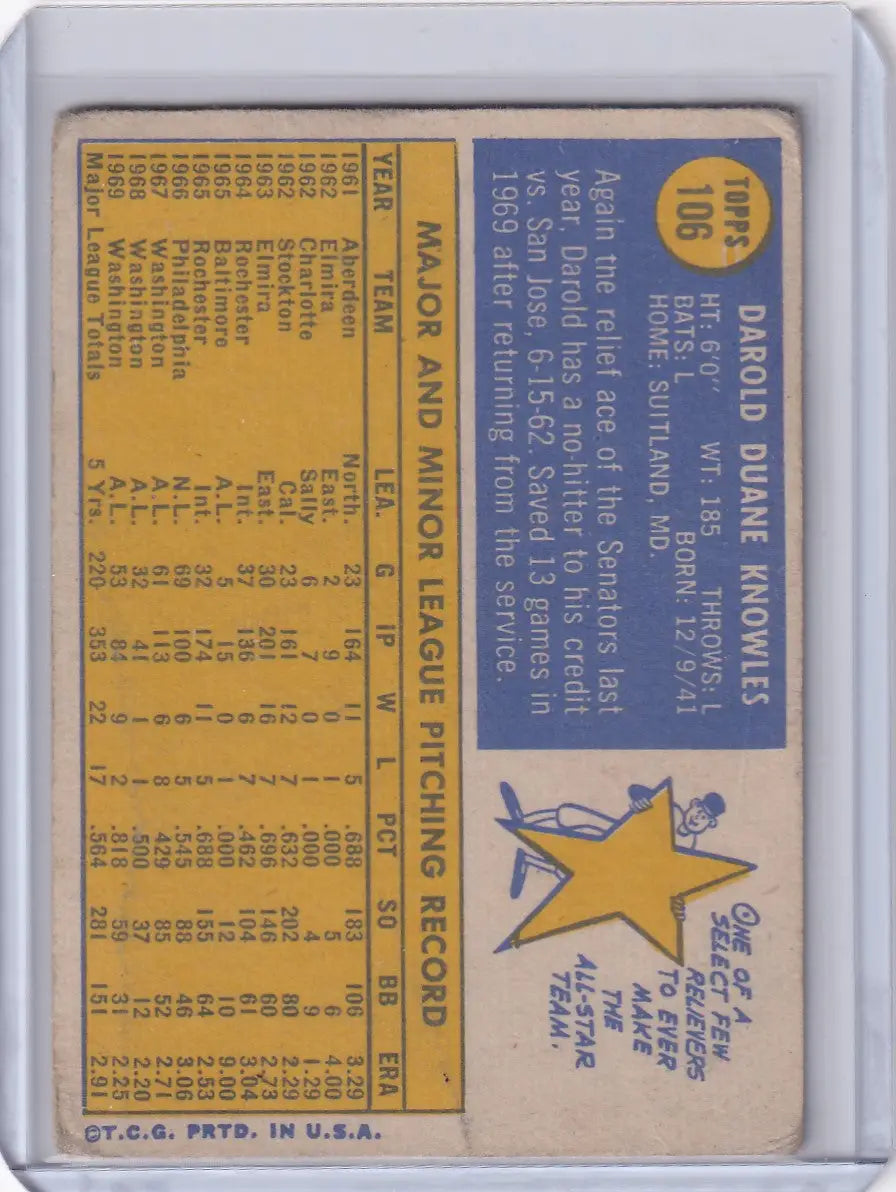 TOPPS
106
DAROLD DUANE KNOWLES
HT: 6'0" WT: 185 THROWS: L
BATS: L BORN: 12/9/41
HOME: SUITLAND, MD.
Again the relief ace of the Senators last
year, Darold has a no-hitter to his credit
vs. San Jose, 6-15-62. Saved 13 games in
1969 after returning from the service.
ONE OF A
SELECT FEW
RELIEVERS
TO EVER
MAKE
THE
ALL-STAR
TEAM.
MAJOR AND MINOR LEAGUE PITCHING RECORD
YEAR TEAM LEA. G IP W L PCT SO BB ERA
1961 Aberdeen North. 23 164 11 5 .688 183 106 3.29
1962 Elmira East. 2 9 0 1 .000 5 6 4.00
1962 Charlotte Sally 6 7 0 1 .000 4 9 1.29
1962 Stockton Cal. 23 161 12 7 .632 202 80 2.29
1963 Elmira East. 30 201 16 7 .696 146 60 2.73
1964 Rochester Int. 37 136 6 7 .462 104 61 3.04
1965 Baltimore A.L. 5 15 0 1 .000 12 10 9.00
1965 Rochester Int. 32 174 11 5 .688 155 64 2.53
1966 Philadelphia N.L. 69 100 6 5 .545 88 46 3.06
1967 Washington A.L. 61 113 6 8 .429 85 52 2.71
1968 Washington A.L. 32 41 1 1 .500 37 12 2.20
1969 Washington A.L. 53 84 9 2 .818 59 31 2.25
Major League Totals 5 Yrs. 220 353 22 17 .564 281 151 2.91
©T.C.G. PRTD. IN U.S.A.